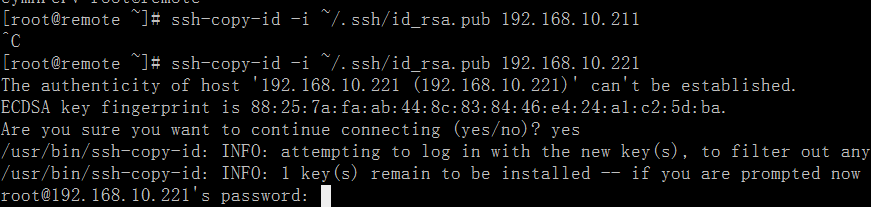 [root@remote ~]# ssh-copy-id -i ~/.ssh/id_rsa.pub 192.168.10.211
^C
[root@remote ~]# ssh-copy-id -i ~/.ssh/id_rsa.pub 192.168.10.221
The authenticity of host '192.168.10.221 (192.168.10.221)' can't be established.
ECDSA key fingerprint is 88:25:7a:fa:ab:44:8c:83:84:46:e4:24:a1:c2:5d:ba.
Are you sure you want to continue connecting (yes/no)? yes
/usr/bin/ssh-copy-id: INFO: attempting to log in with the new key(s), to filter out any
/usr/bin/ssh-copy-id: INFO: 1 key(s) remain to be installed -- if you are prompted now
root@192.168.10.221's password: